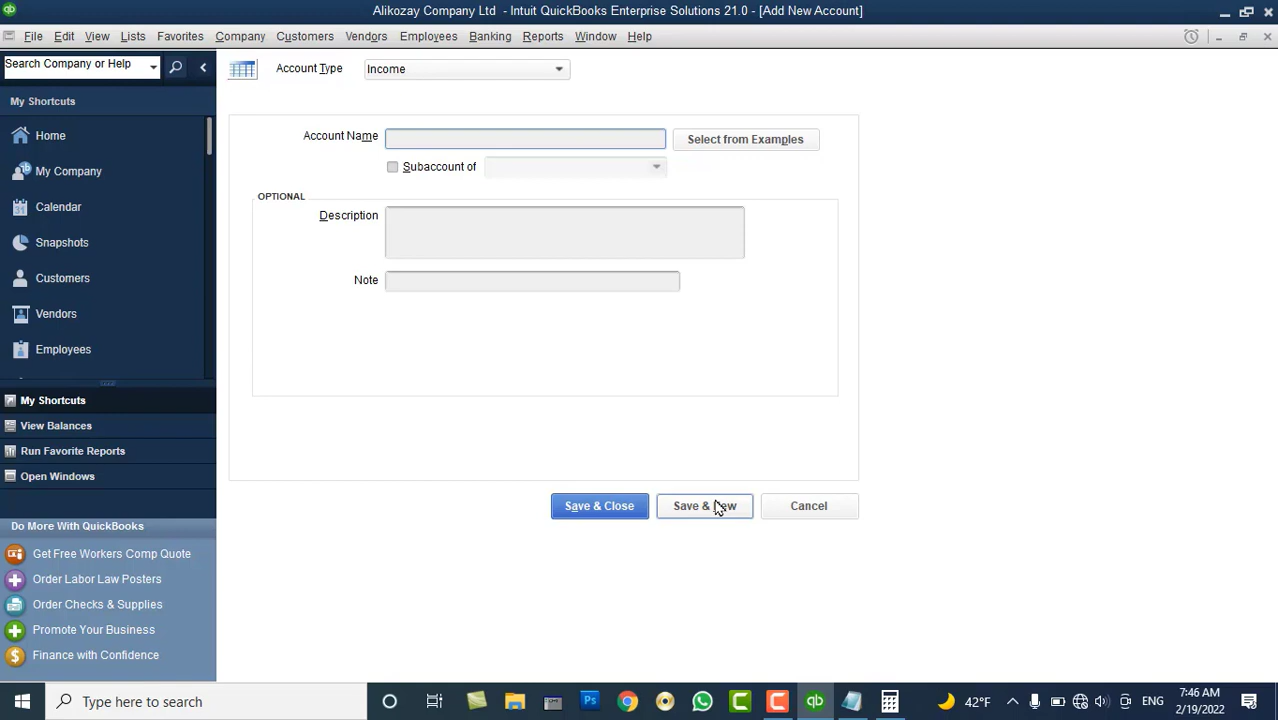 Alikozay Company Ltd - Intuit QuickBooks Enterprise Solutions 21.0 - [Add New Account]
File Edit View Lists Favorites Company Customers Vendors Employees Banking Reports Window Help
Search Company or Help
Account Type Income
My Shortcuts
Home
My Company
Calendar
Snapshots
Customers
Vendors
Employees
Account Name Select from Examples
Subaccount of
OPTIONAL
Description
Note
My Shortcuts
View Balances
Run Favorite Reports
Open Windows
Save & Close Save & New Cancel
Do More With QuickBooks
Get Free Workers Comp Quote
Order Labor Law Posters
Order Checks & Supplies
Promote Your Business
Finance with Confidence
Type here to search
42°F ENG
7:46 AM
2/19/2022